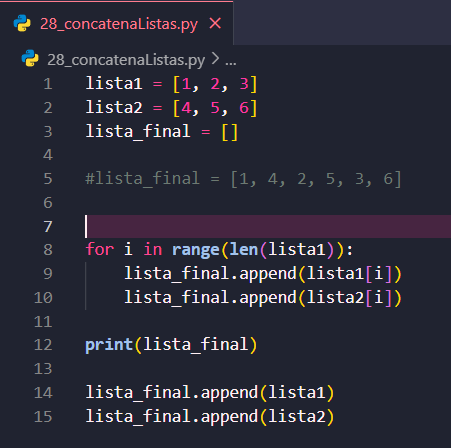 28_concatenaListas.py ×
28_concatenaListas.py > ...
1 lista1 = [1, 2, 3]
2 lista2 = [4, 5, 6]
3 lista_final = []
4
5 #lista_final = [1, 4, 2, 5, 3, 6]
6
7
8 for i in range(len(lista1)):
9     lista_final.append(lista1[i])
10     lista_final.append(lista2[i])
11
12 print(lista_final)
13
14 lista_final.append(lista1)
15 lista_final.append(lista2)